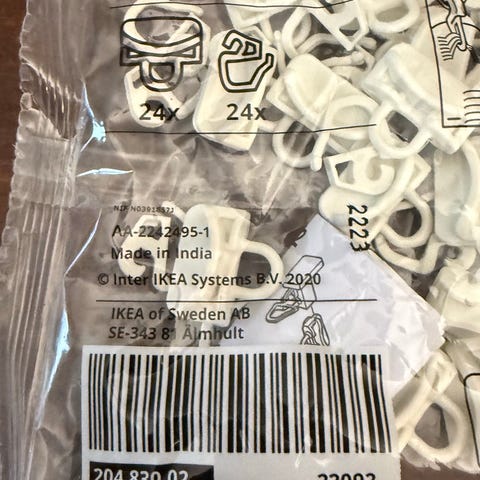 24x 24x
2223
AA-2242495-1
Made in India
© Inter IKEA Systems B.V. 2020
IKEA of Sweden AB
SE-343 81 Älmhult
204.830.02 22092